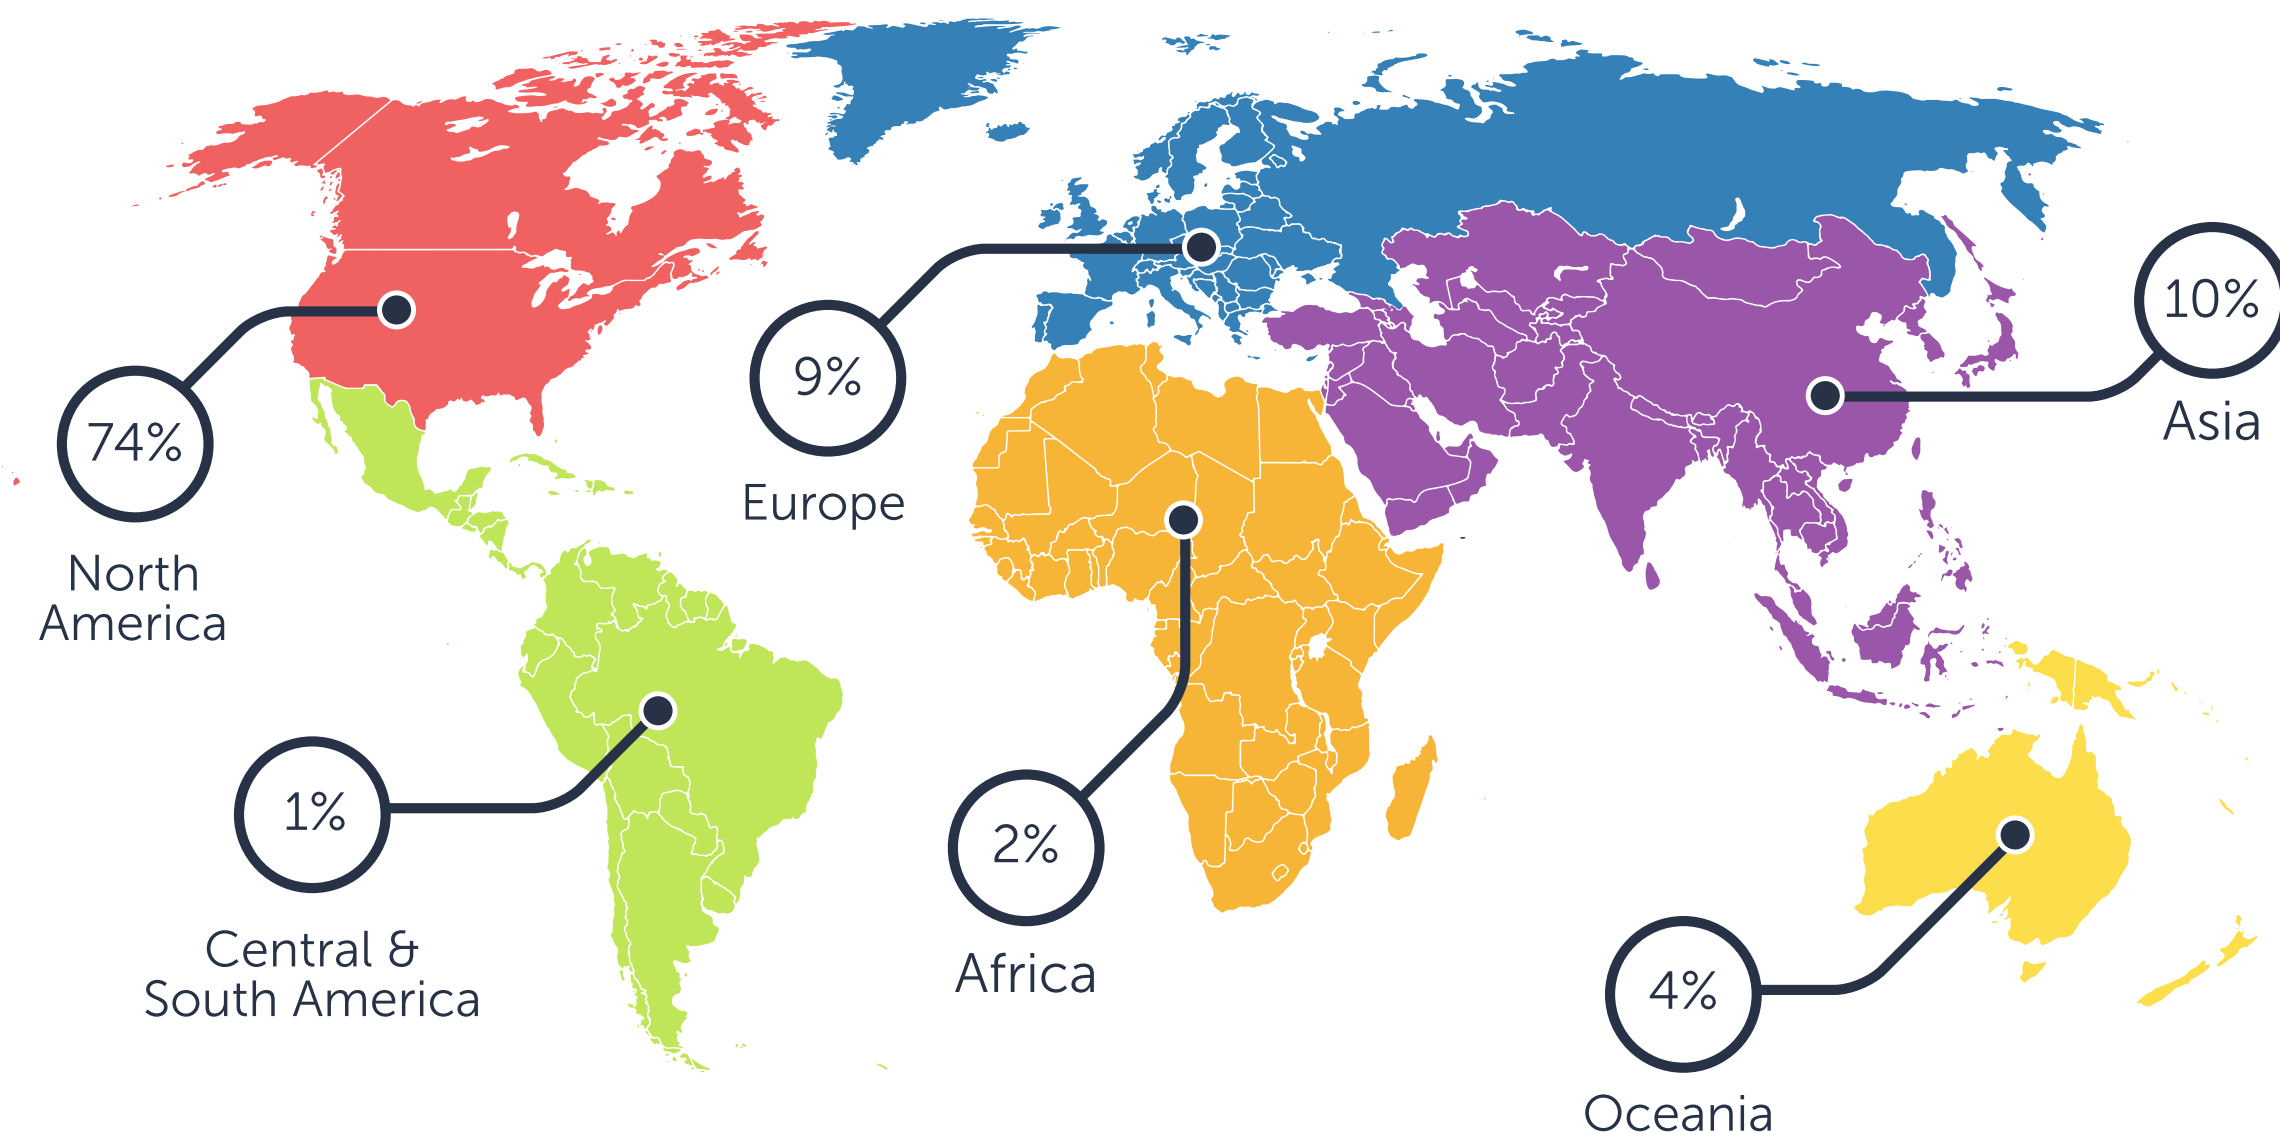 74%
North
America
9%
Europe
10%
Asia
1%
Central &
South America
2%
Africa
4%
Oceania